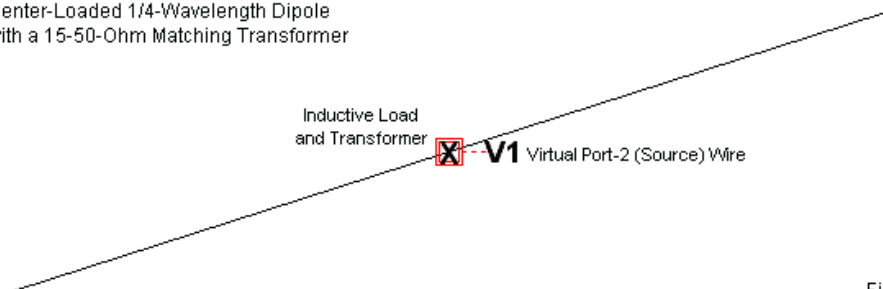 enter-Loaded 1/4-Wavelength Dipole
ith a 15-50-Ohm Matching Transformer
Inductive Load
and Transformer
X
V1 Virtual Port-2 (Source) Wire